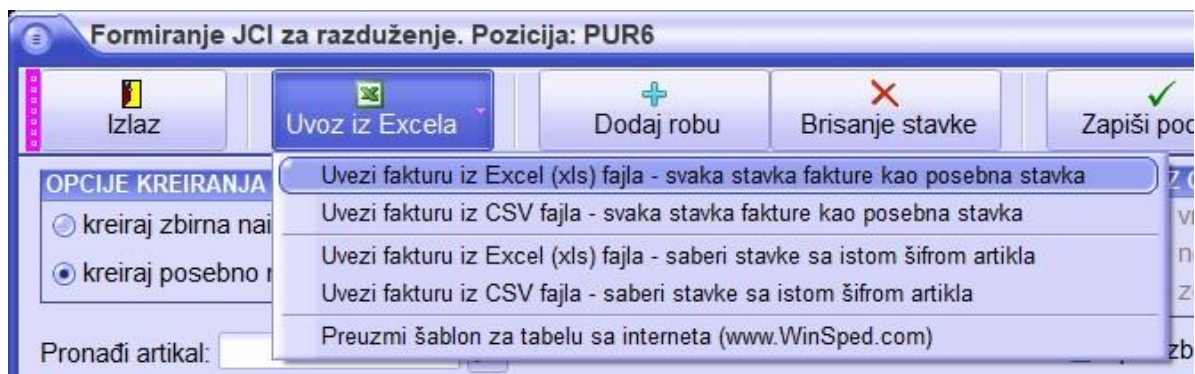 Formiranje JCI za razduženje. Pozicija: PUR6
Izlaz
Uvoz iz Excela
Dodaj robu
Brisanje stavke
Zapiši
OPCIJE KREIRANJA
kreiraj zbirna
kreiraj posebno
Uvezi fakturu iz Excel (xls) fajla - svaka stavka fakture kao posebna stavka
Uvezi fakturu iz CSV fajla - svaka stavka fakture kao posebna stavka
Uvezi fakturu iz Excel (xls) fajla - saberi stavke sa istom šifrom artikla
Uvezi fakturu iz CSV fajla - saberi stavke sa istom šifrom artikla
Preuzmi šablon za tabelu sa interneta (www.WinSped.com)
Pronađi artikal: